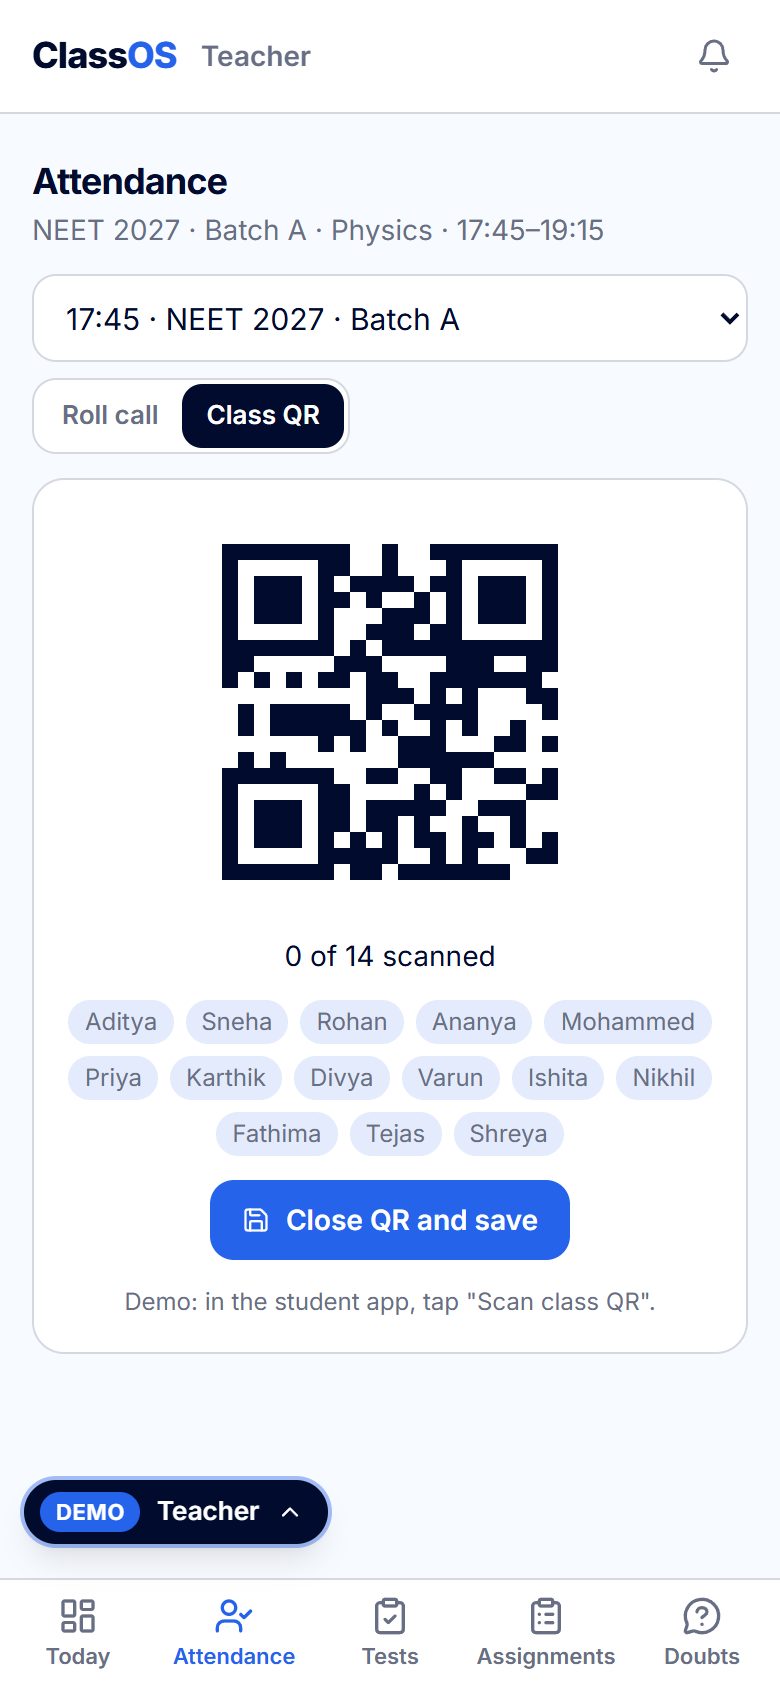 ClassOS Teacher
Attendance
NEET 2027 · Batch A · Physics · 17:45–19:15
17:45 · NEET 2027 · Batch A
Roll call Class QR
0 of 14 scanned
Aditya Sneha Rohan Ananya Mohammed
Priya Karthik Divya Varun Ishita Nikhil
Fathima Tejas Shreya
Close QR and save
Demo: in the student app, tap "Scan class QR".
DEMO Teacher
Today Attendance Tests Assignments Doubts